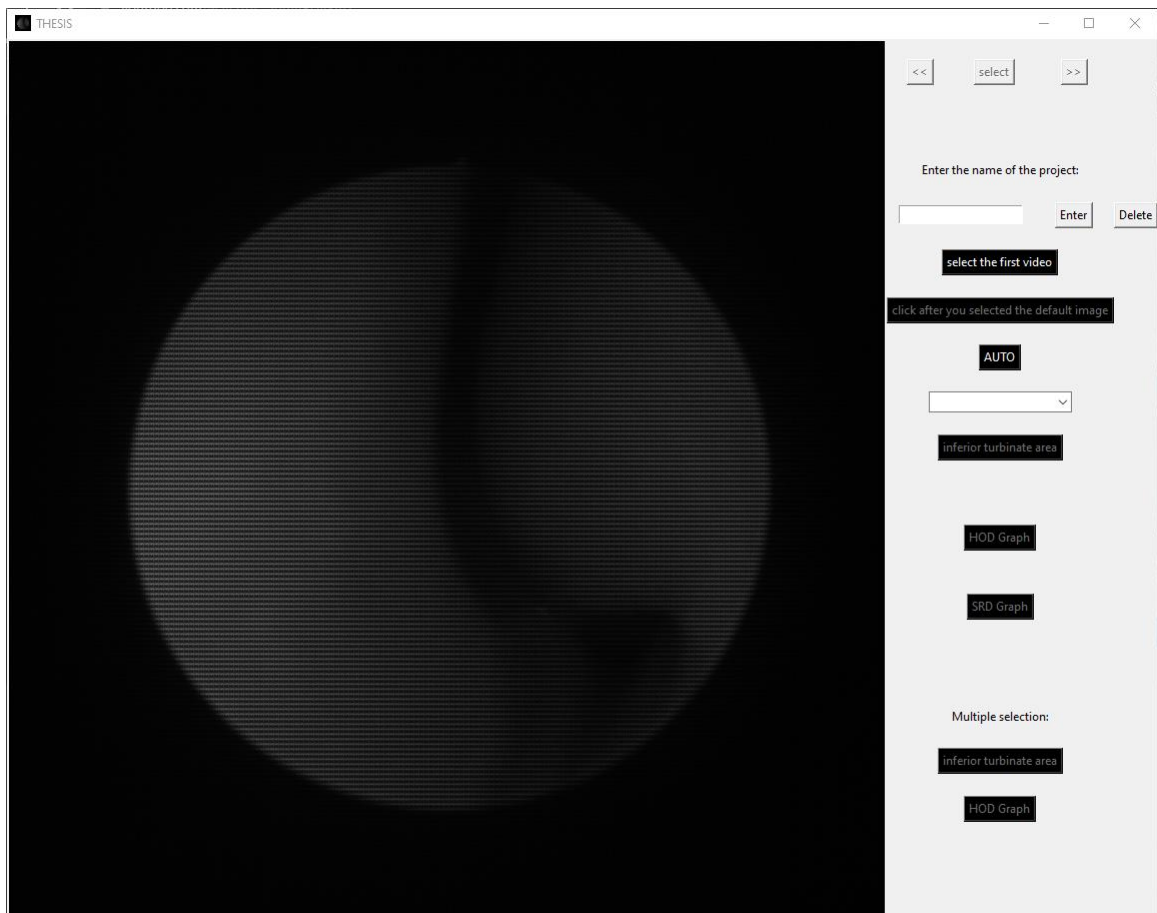 THESIS
<< select >>
Enter the name of the project:
Enter Delete
select the first video
click after you selected the default image
AUTO
inferior turbinate area
HOD Graph
SRD Graph
Multiple selection:
inferior turbinate area
HOD Graph